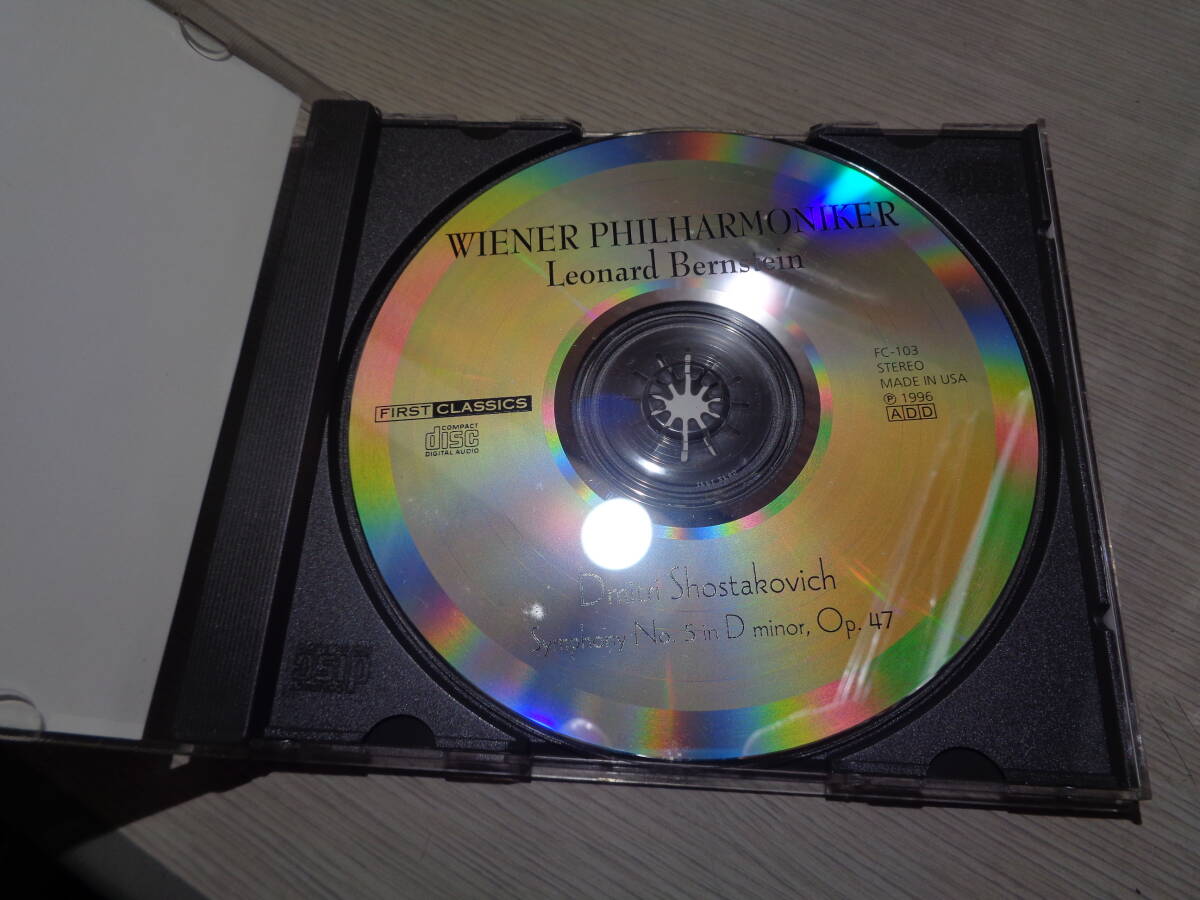 WIENER PHILHARMONIKER
Leonard Bernstein
FC-103
STEREO
MADE IN USA
℗ 1996
ADD
FIRST CLASSICS
COMPACT
disc
DIGITAL AUDIO
Dmitri Shostakovich
Symphony No. 5 in D minor, Op. 47